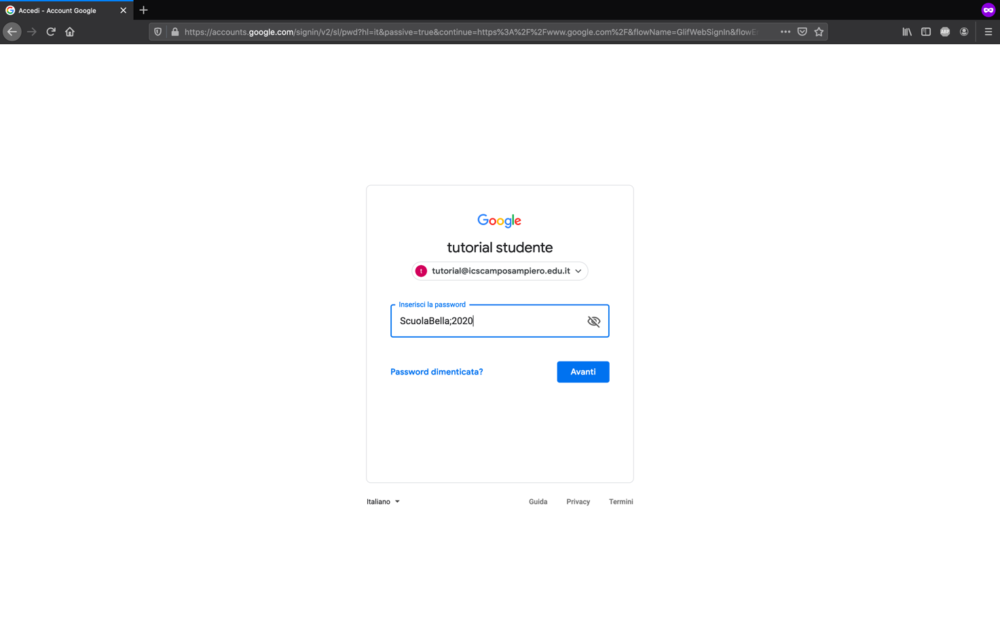 Accedi - Account Google
https://accounts.google.com/signin/v2/sl/pwd?hl=it&passive=true&continue=https%3A%2F%2Fwww.google.com%2F&flowName=GlifWebSignIn&flowEn
ABP
Google
tutorial studente
t tutorial@icscamposampiero.edu.it
Inserisci la password
ScuolaBella;2020
Password dimenticata?
Avanti
Italiano
Guida
Privacy
Termini